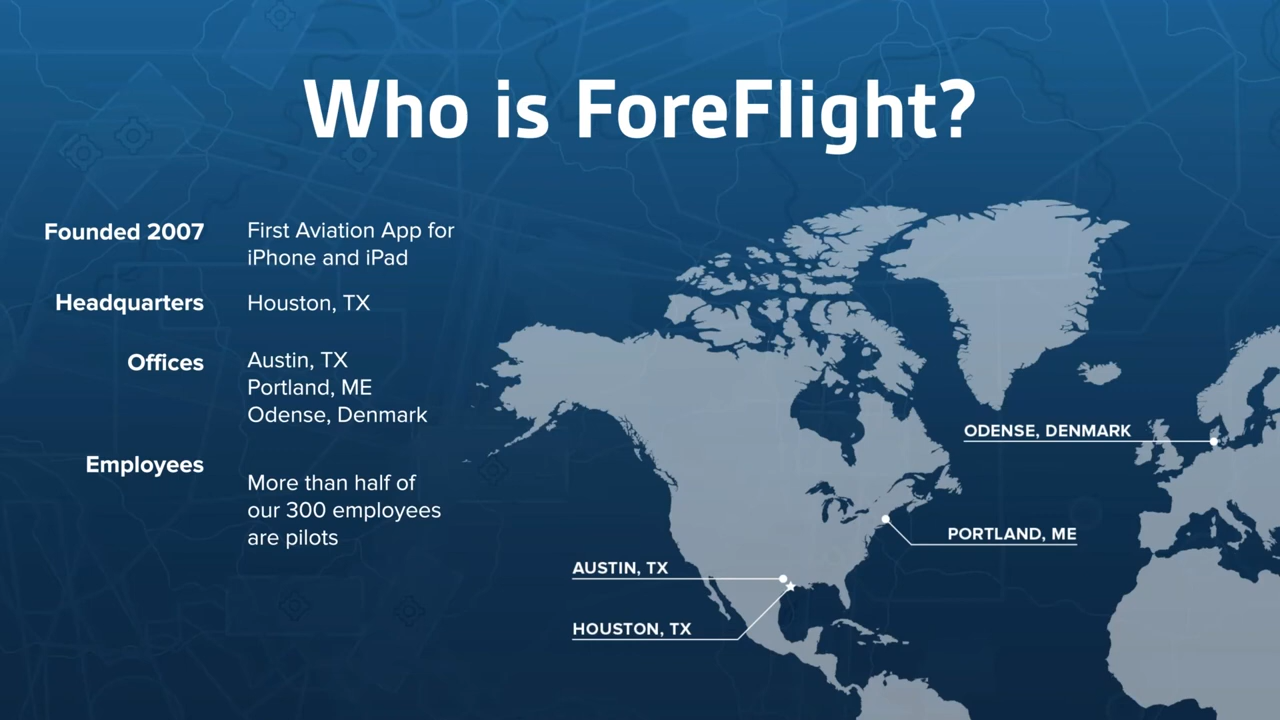 Who is ForeFlight?
Founded 2007
First Aviation App for
iPhone and iPad
Headquarters
Houston, TX
Offices
Austin, TX
Portland, ME
Odense, Denmark
Employees
More than half of
our 300 employees
are pilots
ODENSE, DENMARK
PORTLAND, ME
AUSTIN, TX
HOUSTON, TX